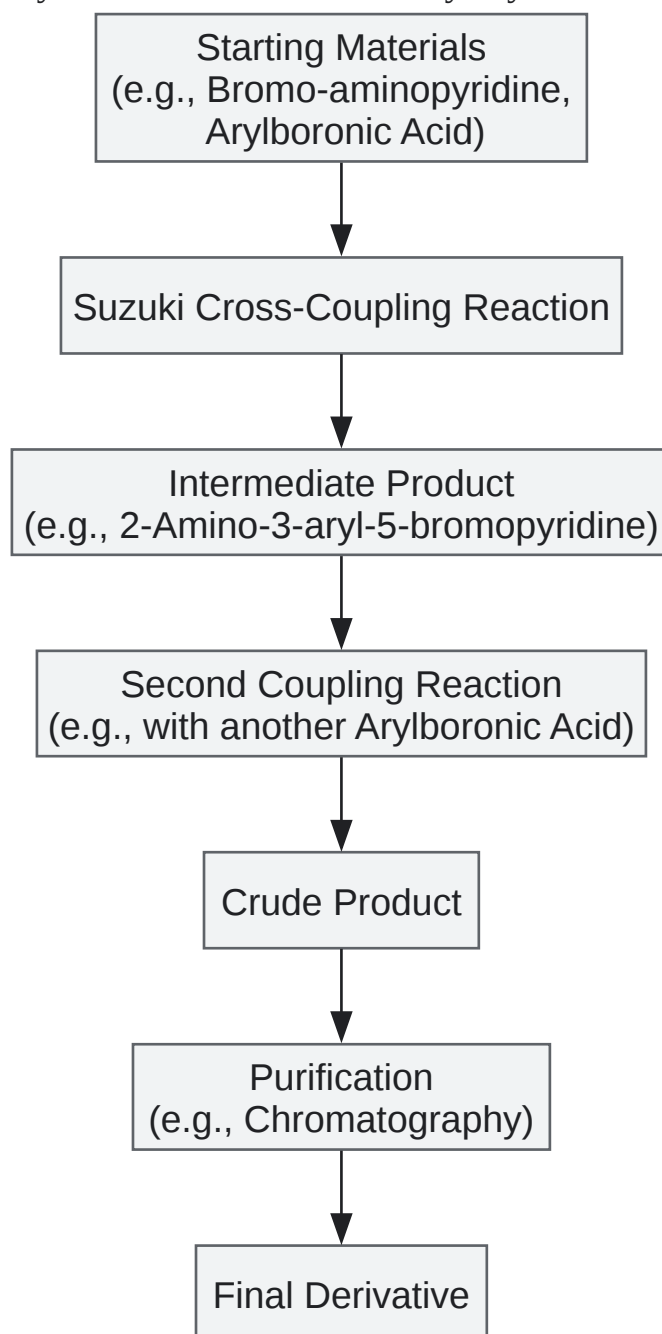 Starting Materials
(e.g., Bromo-aminopyridine,
Arylboronic Acid)
Suzuki Cross-Coupling Reaction
Intermediate Product
(e.g., 2-Amino-3-aryl-5-bromopyridine)
Second Coupling Reaction
(e.g., with another Arylboronic Acid)
Crude Product
Purification
(e.g., Chromatography)
Final Derivative